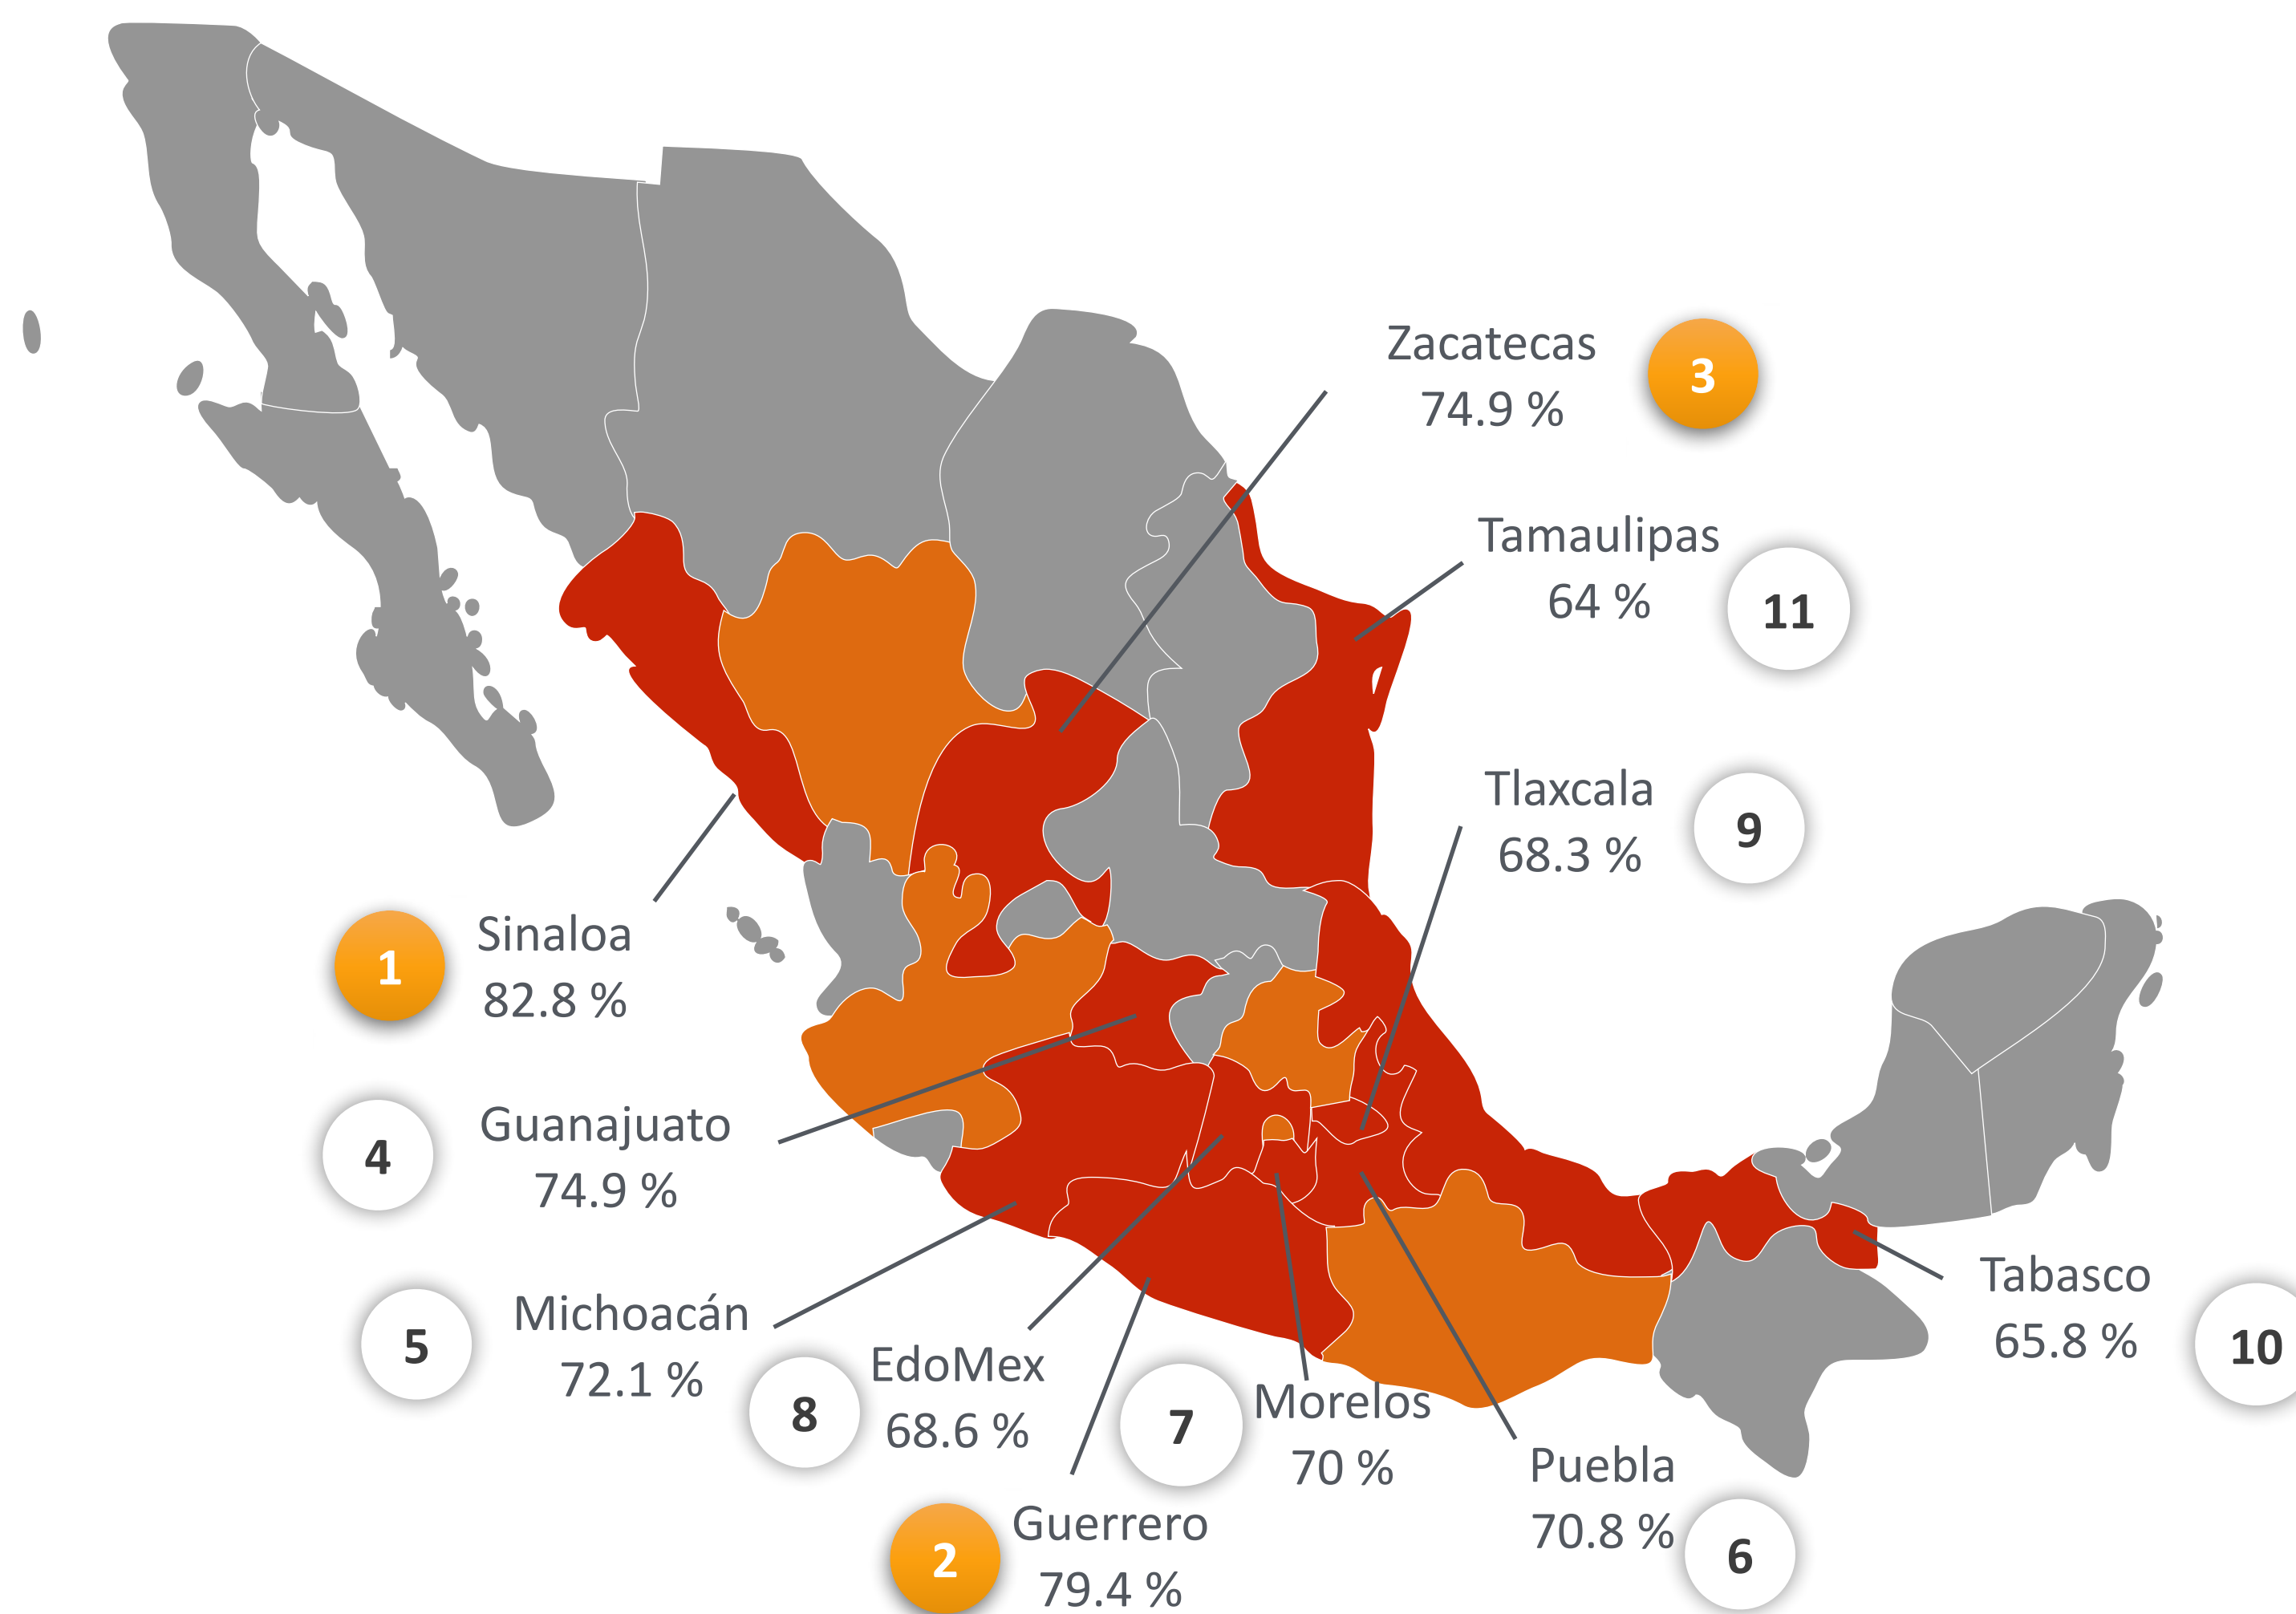 Zacatecas
74.9 %
3
Tamaulipas
64 %
11
Tlaxcala
68.3 %
9
Sinaloa
82.8 %
1
Guanajuato
74.9 %
4
Michoacán
72.1 %
5
EdoMex
68.6 %
8
Guerrero
79.4 %
2
Morelos
70 %
7
Puebla
70.8 %
6
Tabasco
65.8 %
10